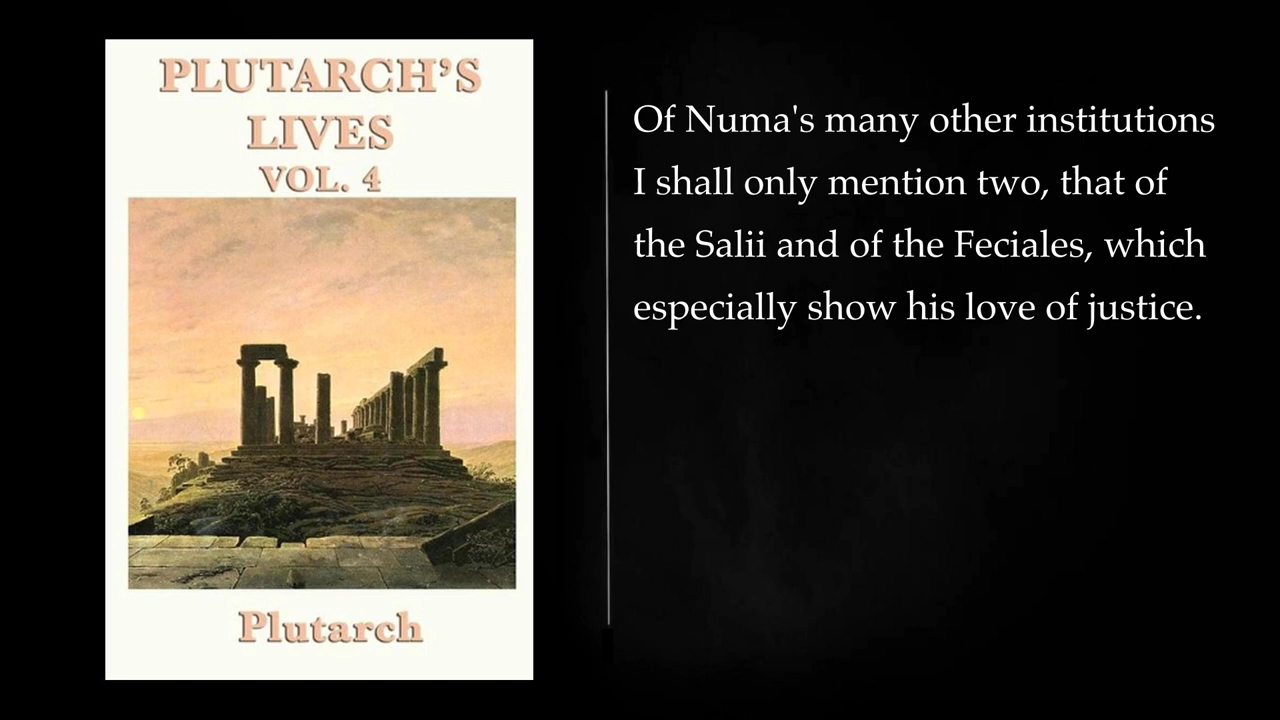 PLUTARCH'S
LIVES
VOL. 4
Plutarch
Of Numa's many other institutions
I shall only mention two, that of
the Salii and of the Feciales, which
especially show his love of justice.